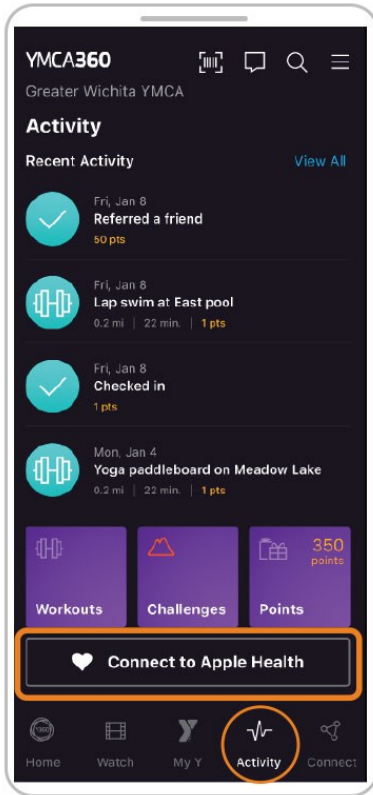 YMCA360
Greater Wichita YMCA
Activity
Recent Activity View All
Fri, Jan 8
Referred a friend
50 pts
Fri, Jan 8
Lap swim at East pool
0.2 mi | 22 min. | 1 pts
Fri, Jan 8
Checked in
1 pts
Mon, Jan 4
Yoga paddleboard on Meadow Lake
0.2 mi | 22 min. | 1 pts
350
points
Workouts Challenges Points
Connect to Apple Health
360
Home Watch My Y Activity Connect